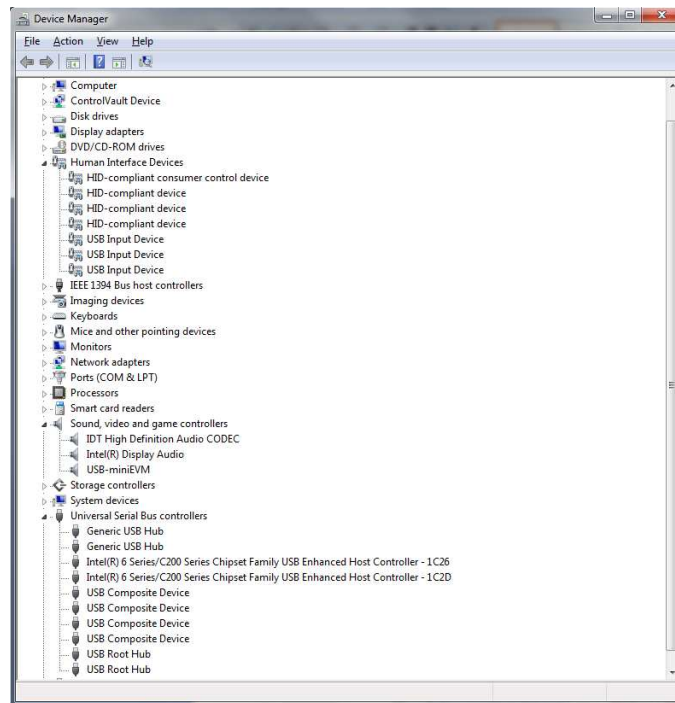 Device Manager
File Action View Help
Computer
ControlVault Device
Disk drives
Display adapters
DVD/CD-ROM drives
Human Interface Devices
HID-compliant consumer control device
HID-compliant device
HID-compliant device
HID-compliant device
USB Input Device
USB Input Device
USB Input Device
IEEE 1394 Bus host controllers
Imaging devices
Keyboards
Mice and other pointing devices
Monitors
Network adapters
Ports (COM & LPT)
Processors
Smart card readers
Sound, video and game controllers
IDT High Definition Audio CODEC
Intel(R) Display Audio
USB-miniEVM
Storage controllers
System devices
Universal Serial Bus controllers
Generic USB Hub
Generic USB Hub
Intel(R) 6 Series/C200 Series Chipset Family USB Enhanced Host Controller - 1C26
Intel(R) 6 Series/C200 Series Chipset Family USB Enhanced Host Controller - 1C2D
USB Composite Device
USB Composite Device
USB Composite Device
USB Composite Device
USB Root Hub
USB Root Hub